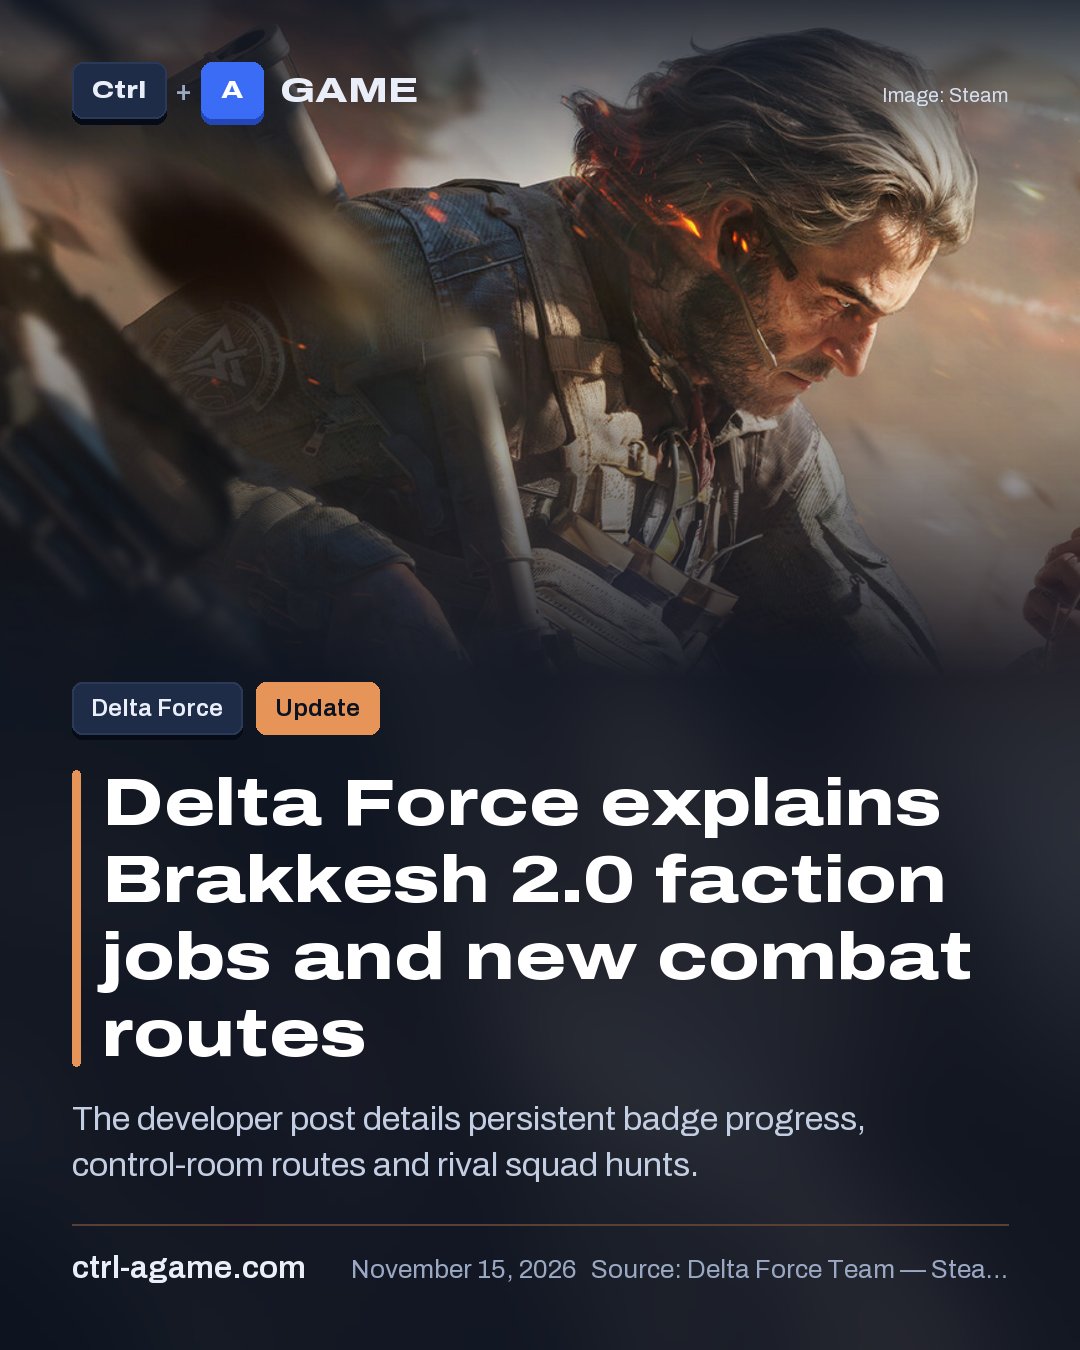 Ctrl + A GAME
Image: Steam
Delta Force
Update
Delta Force explains
Brakkesh 2.0 faction
jobs and new combat
routes
The developer post details persistent badge progress,
control-room routes and rival squad hunts.
ctrl-agame.com
November 15, 2026
Source: Delta Force Team — Stea...